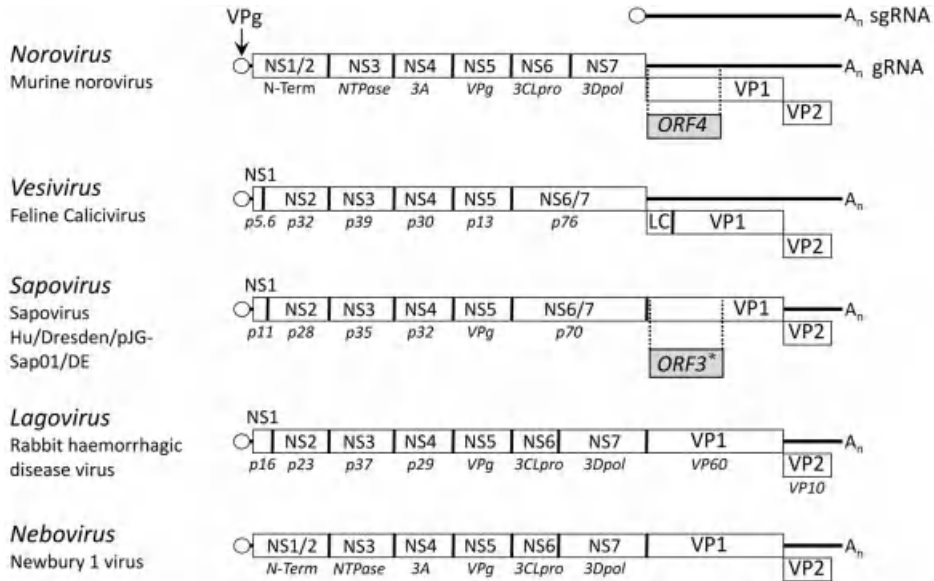 VPg
Aₙ sgRNA
Norovirus
Murine norovirus
NS1/2 NS3 NS4 NS5 NS6 NS7
Aₙ gRNA
N-Term NTPase 3A VPg 3CLpro 3Dpol
VP1
VP2
ORF4
Vesivirus
Feline Calicivirus
NS1
NS2 NS3 NS4 NS5 NS6/7
Aₙ
p5.6 p32 p39 p30 p13 p76
LC VP1
VP2
Sapovirus
Sapovirus
Hu/Dresden/pJG-
Sap01/DE
NS1
NS2 NS3 NS4 NS5 NS6/7 VP1
Aₙ
p11 p28 p35 p32 VPg p70
VP2
ORF3*
Lagovirus
Rabbit haemorrhagic
disease virus
NS1
NS2 NS3 NS4 NS5 NS6 NS7 VP1
Aₙ
p16 p23 p37 p29 VPg 3CLpro 3Dpol VP60
VP2
VP10
Nebovirus
Newbury 1 virus
NS1/2 NS3 NS4 NS5 NS6 NS7 VP1
Aₙ
N-Term NTPase 3A VPg 3CLpro 3Dpol
VP2